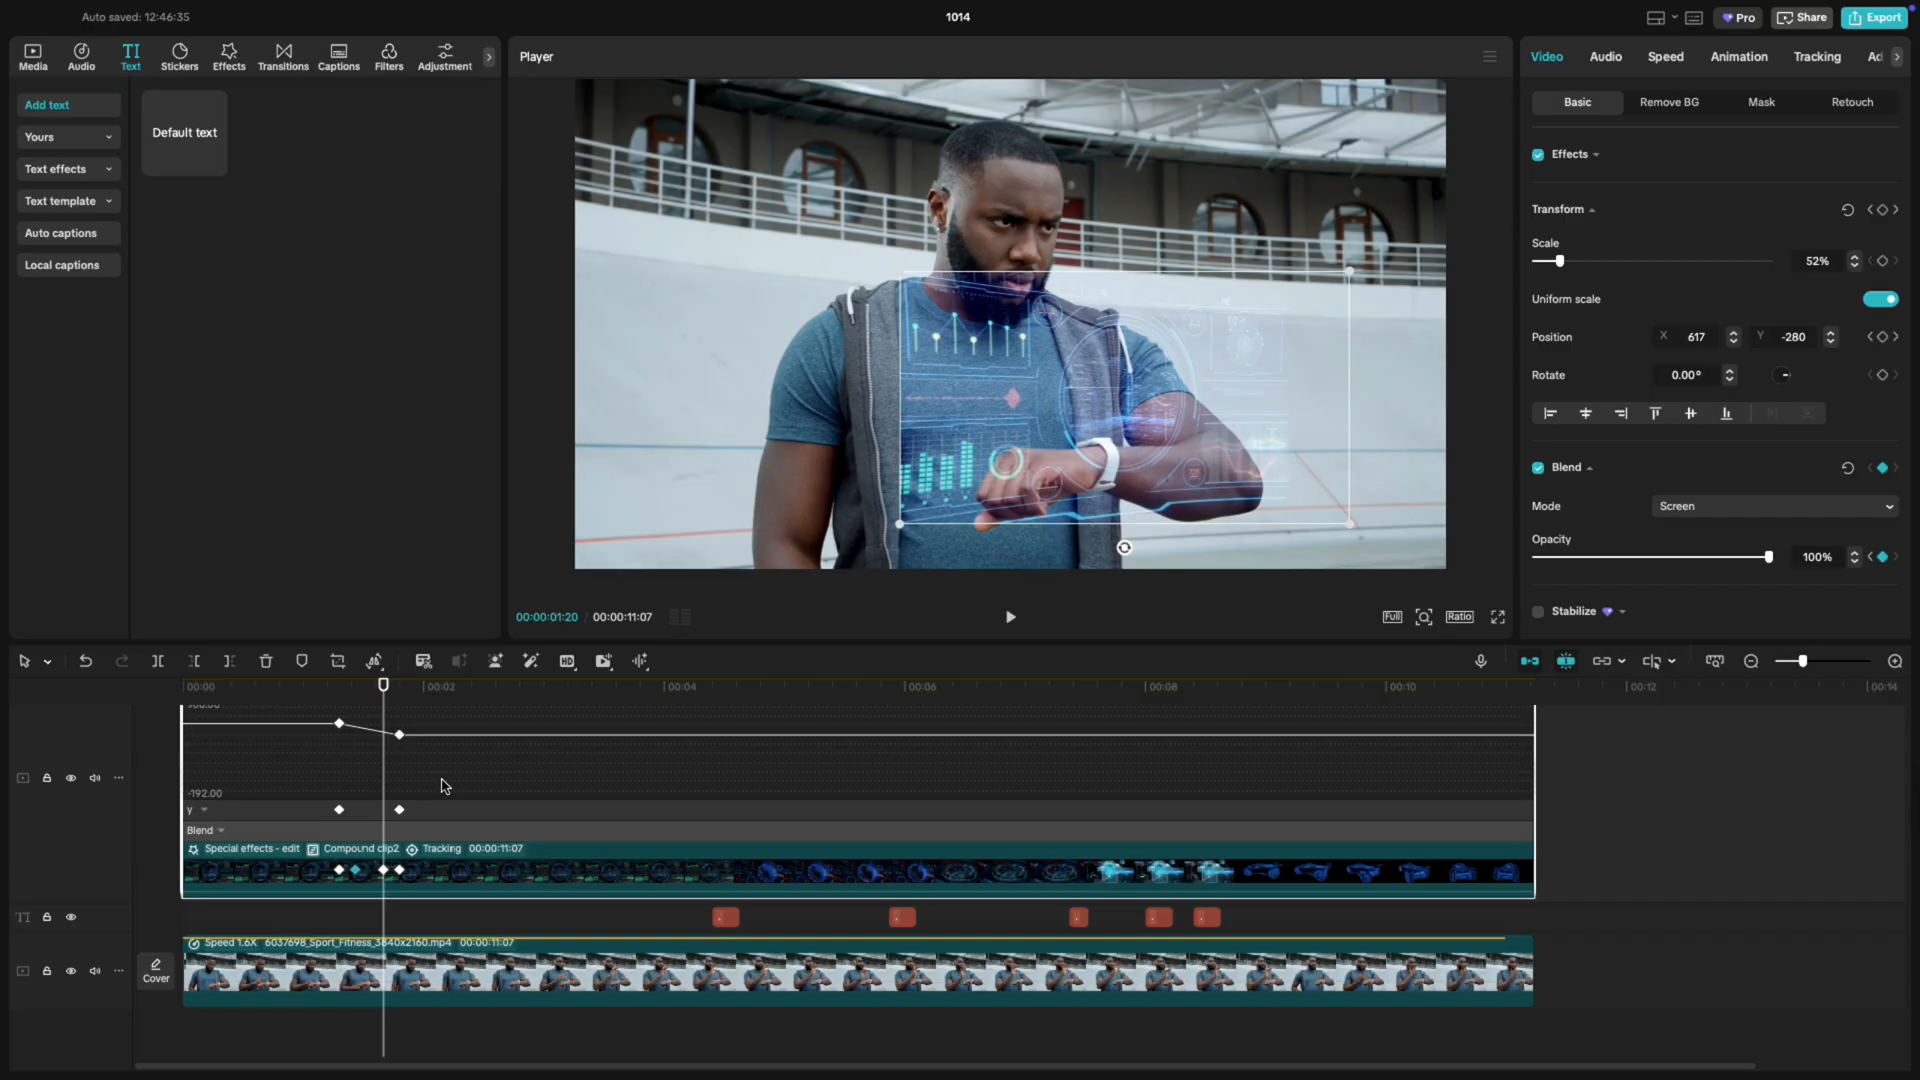 Auto saved: 12:46:35
1014
Pro
Share
Export
Media
Audio
TI
Text
Stickers
Effects
Transitions
Captions
Filters
Adjustment
Add text
Yours
Text effects
Text template
Auto captions
Local captions
Default text
Player
00:00:01:20 / 00:00:11:07
Full
Ratio
Video
Audio
Speed
Animation
Tracking
Ad
Basic
Remove BG
Mask
Retouch
Effects
Transform
Scale
52%
Uniform scale
Position
X 617
Y -280
Rotate
0.00°
Blend
Mode
Screen
Opacity
100%
Stabilize
HD
00:00
00:02
00:04
00:06
00:08
00:10
00:12
00:14
-192.00
y
Blend
Special effects - edit
Compound clip2
Tracking
00:00:11:07
TI
Speed 1.6X
6037698_Sport_Fitness_3840x2160.mp4
00:00:11:07
Cover